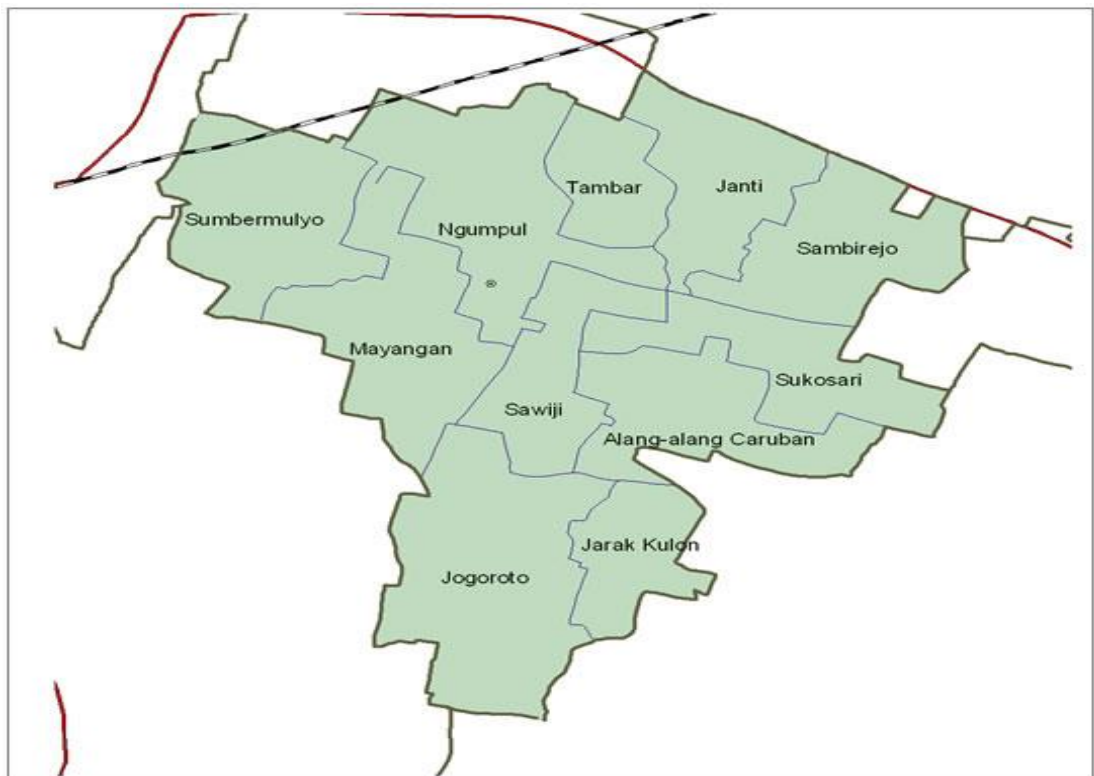 Tambar
Janti
Sumbermulyo
Ngumpul
Sambirejo
Mayangan
Sukosari
Sawiji
Alang-alang Caruban
Jarak Kulon
Jogoroto